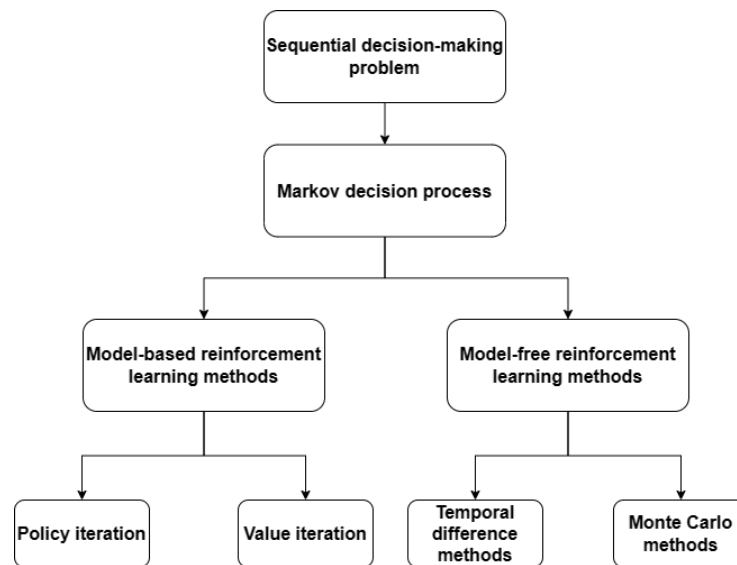 Sequential decision-making
problem
Markov decision process
Model-based reinforcement
learning methods
Model-free reinforcement
learning methods
Policy iteration
Value iteration
Temporal
difference
methods
Monte Carlo
methods